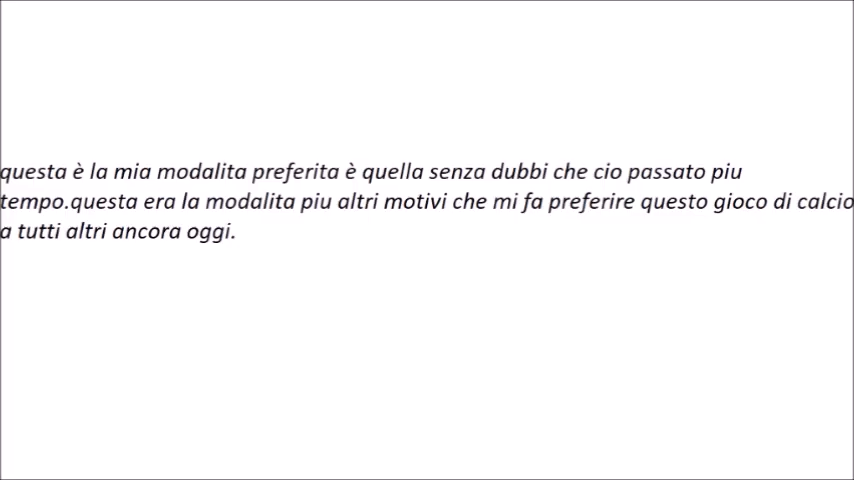 questa è la mia modalita preferita è quella senza dubbi che cio passato piu
tempo.questa era la modalita piu altri motivi che mi fa preferire questo gioco di calcio
a tutti altri ancora oggi.